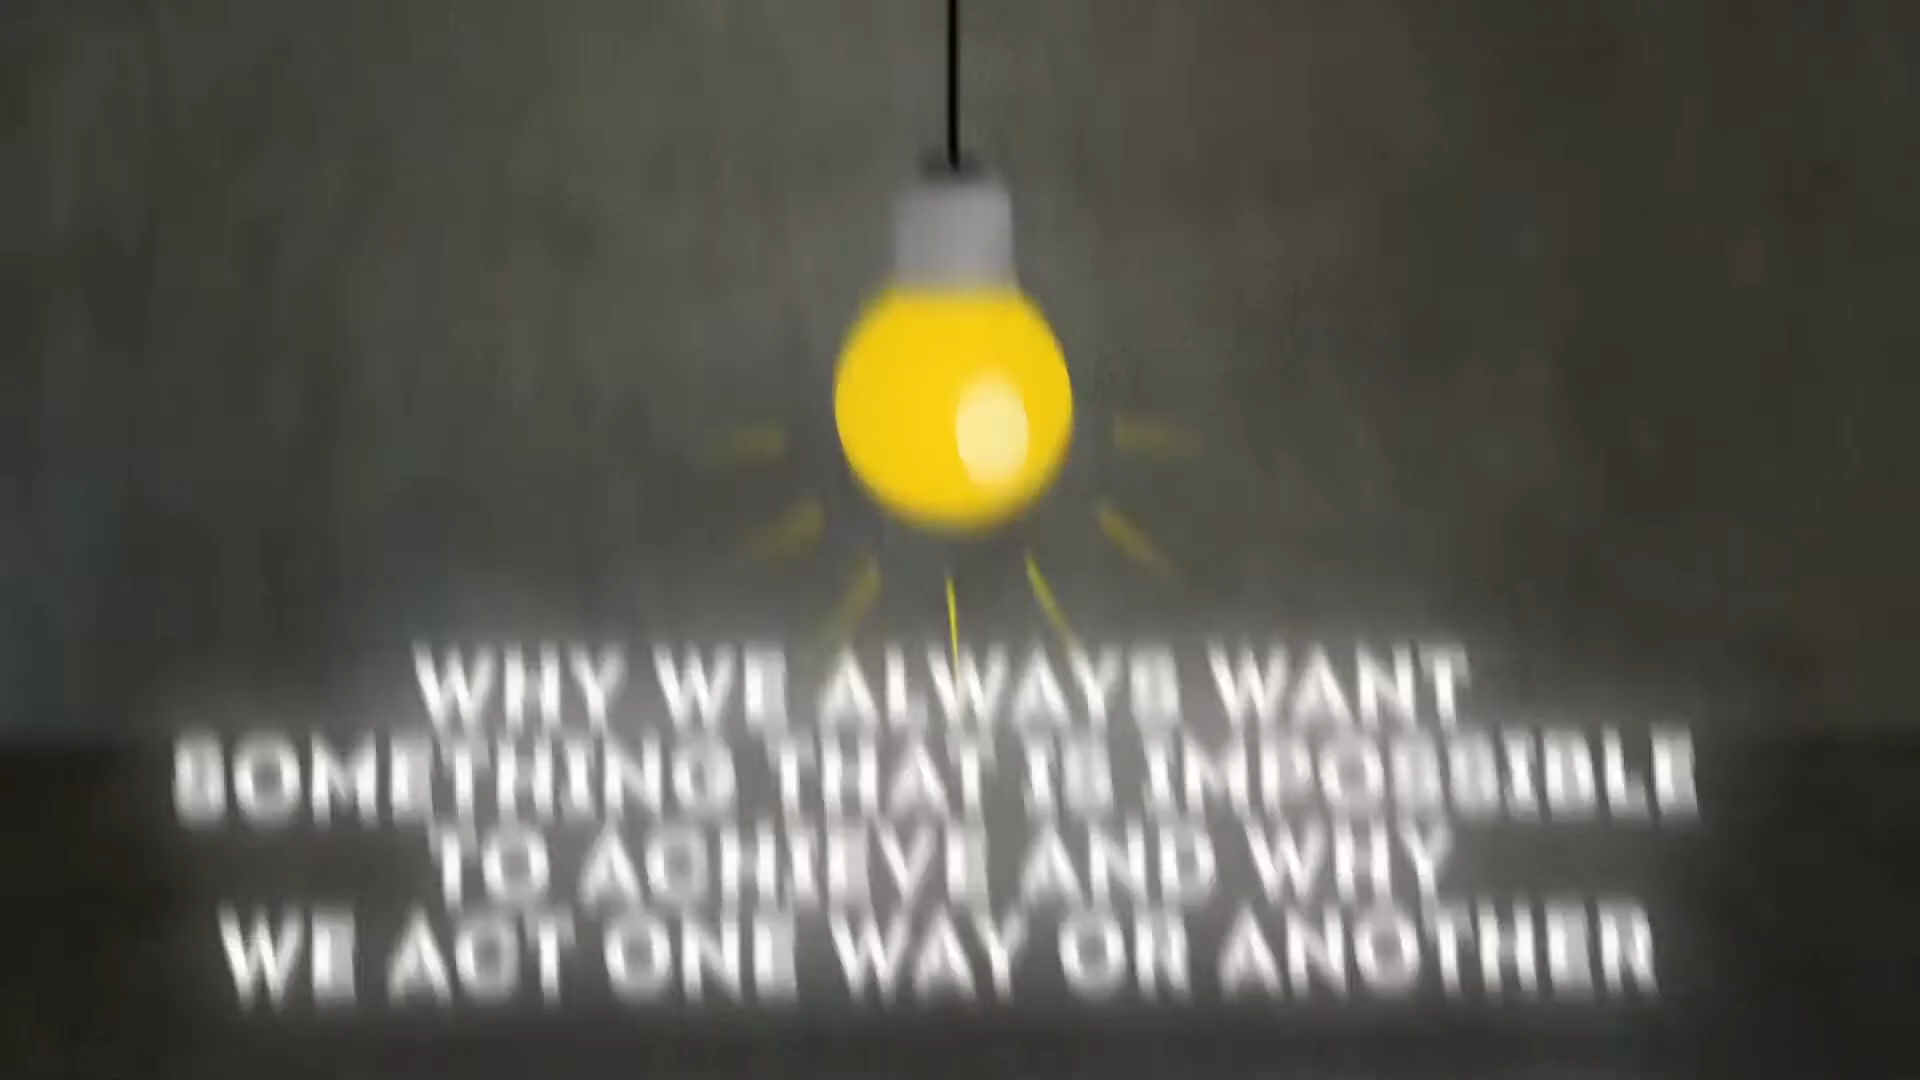 WHY WE ALWAYS WANT
SOMETHING THAT IS IMPOSSIBLE
TO ACHIEVE AND WHY
WE ACT ONE WAY OR ANOTHER